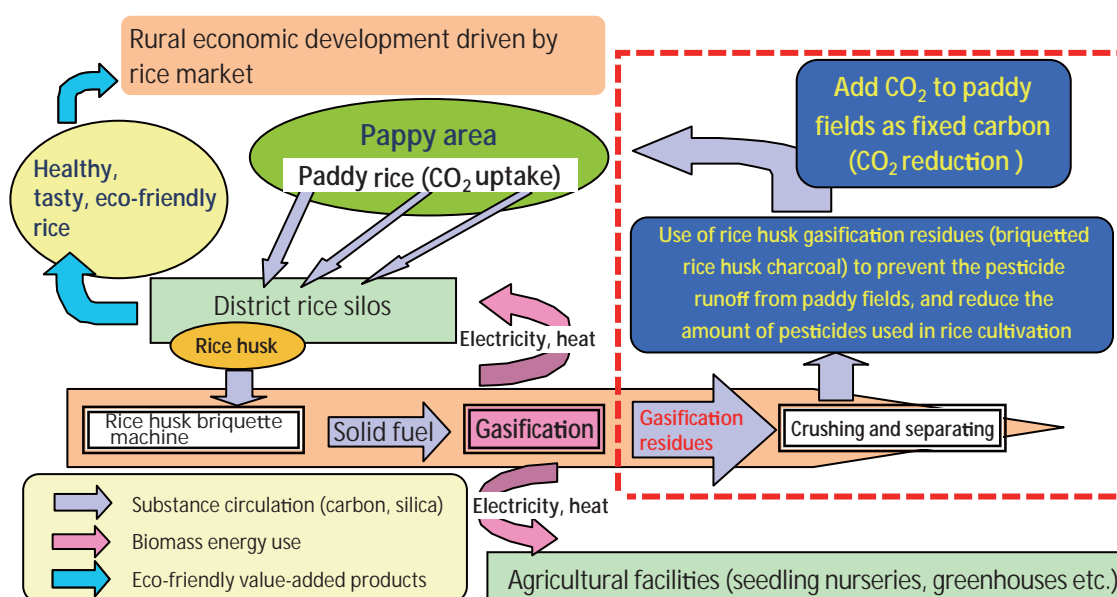 Rural economic development driven by
rice market
Add CO₂ to paddy
fields as fixed carbon
(CO₂ reduction )
Pappy area
Paddy rice (CO₂ uptake)
Healthy,
tasty, eco-friendly
rice
Use of rice husk gasification residues (briquetted
rice husk charcoal) to prevent the pesticide
runoff from paddy fields, and reduce the
amount of pesticides used in rice cultivation
District rice silos
Electricity, heat
Rice husk
Rice husk briquette
machine
Solid fuel
Gasification
Gasification
residues
Crushing and separating
Substance circulation (carbon, silica)
Biomass energy use
Eco-friendly value-added products
Electricity, heat
Agricultural facilities (seedling nurseries, greenhouses etc.)